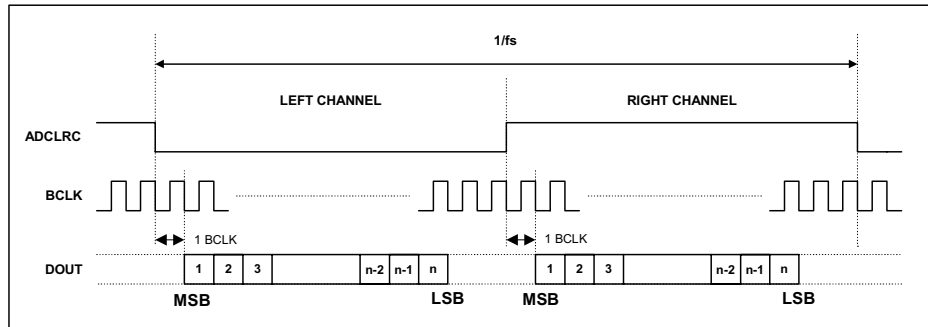 1/fs
LEFT CHANNEL RIGHT CHANNEL
ADCLRC
BCLK
1 BCLK 1 BCLK
DOUT 1 2 3 n-2 n-1 n 1 2 3 n-2 n-1 n
MSB LSB MSB LSB